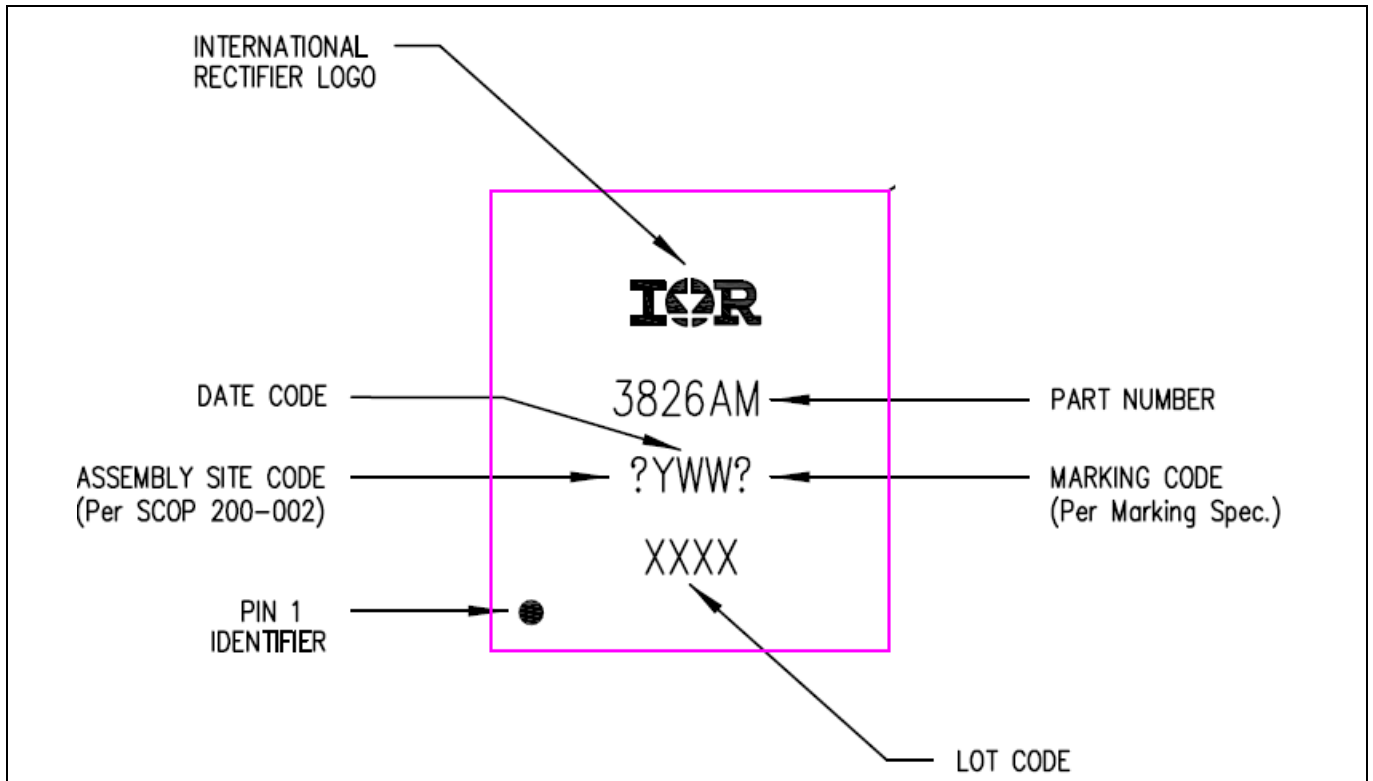 INTERNATIONAL
RECTIFIER LOGO
IOR
DATE CODE
3826AM
PART NUMBER
ASSEMBLY SITE CODE
(Per SCOP 200-002)
?YWW?
MARKING CODE
(Per Marking Spec.)
XXXX
PIN 1
IDENTIFIER
LOT CODE